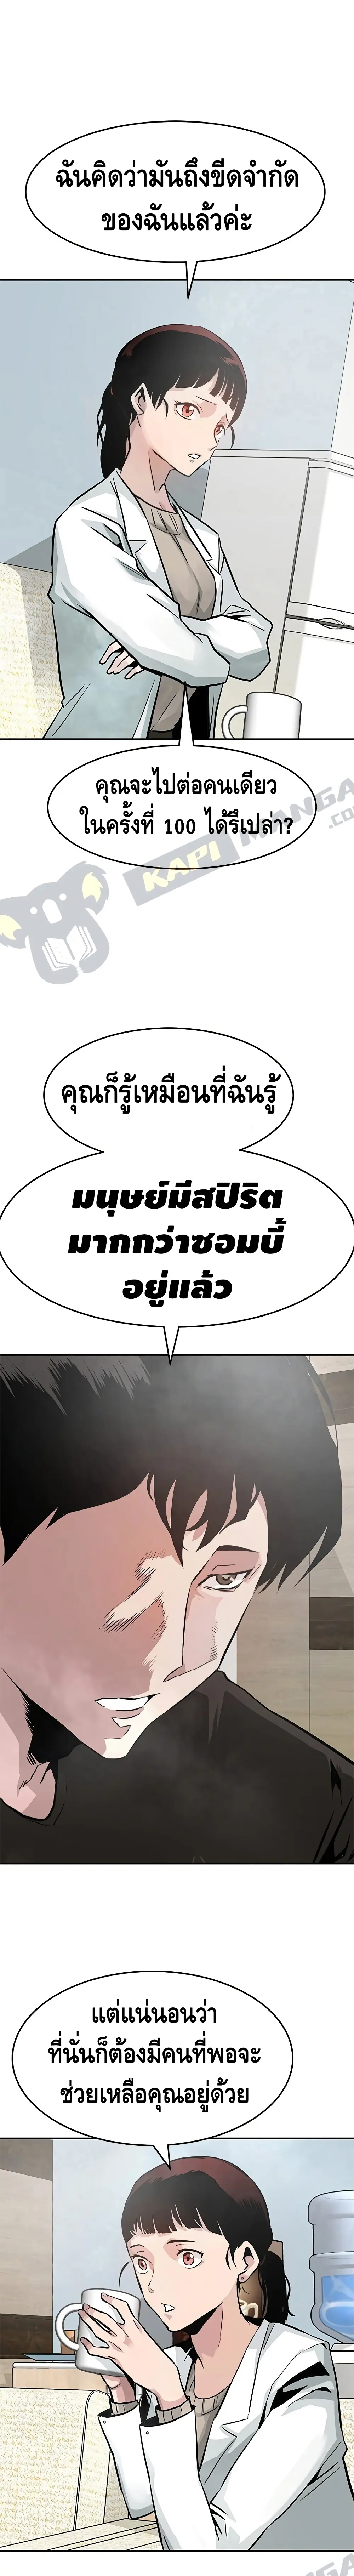 ฉันคิดว่ามันถึงขีดจำกัด
ของฉันแล้วค่ะ
คุณจะไปต่อคนเดียว
ในครั้งที่ 100 ได้รึเปล่า?
KAPI MANGA
คุณก็รู้เหมือนที่ฉันรู้
มนุษย์มีสปิริต
มากกว่าซอมบี้
อยู่แล้ว
แต่แน่นอนว่า
ที่นั่นก็ต้องมีคนที่พอจะ
ช่วยเหลือคุณอยู่ด้วย